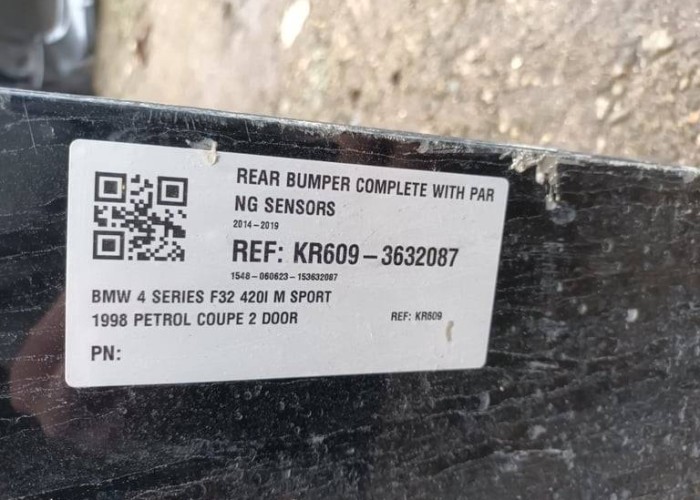 REAR BUMPER COMPLETE WITH PAR
NG SENSORS
2014-2019
REF: KR609-3632087
1548-060623-153632087
BMW 4 SERIES F32 420I M SPORT
1998 PETROL COUPE 2 DOOR
REF: KR609
PN: